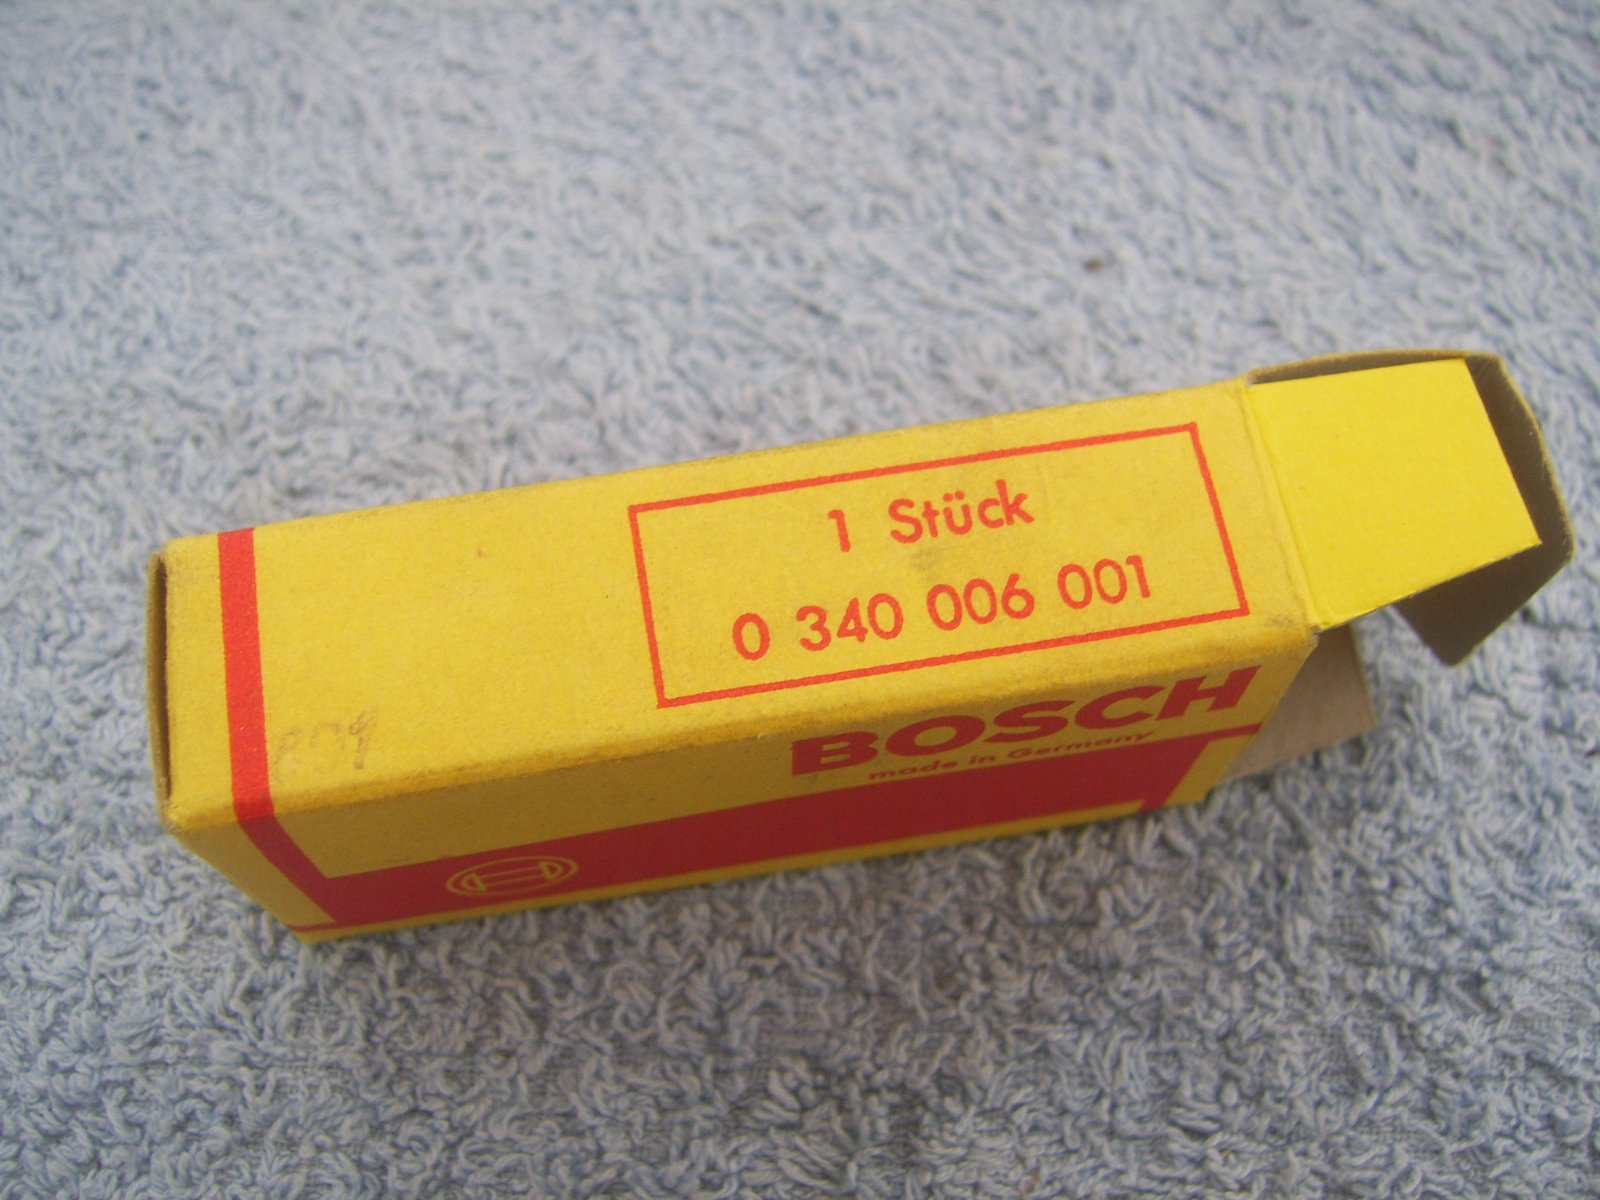 1 Stück
0 340 006 001
BOSCH
made in Germany